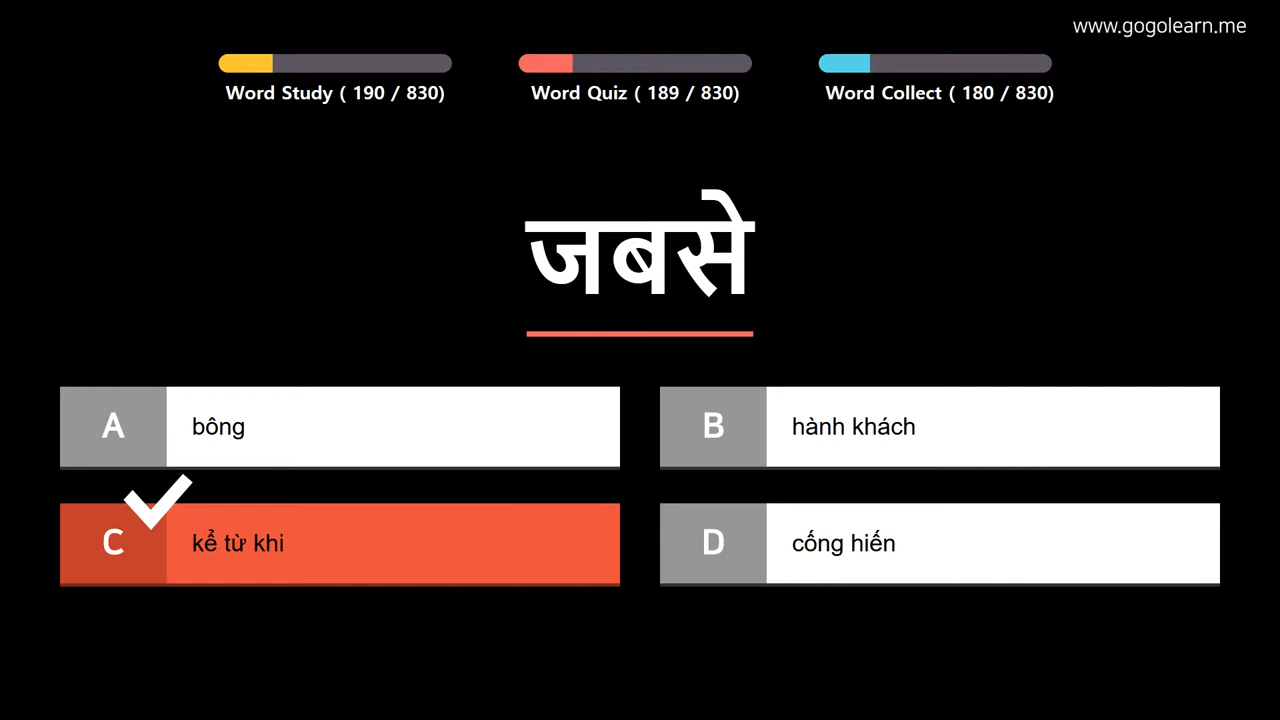 www.gogolearn.me
Word Study ( 190 / 830)
Word Quiz ( 189 / 830)
Word Collect ( 180 / 830)
जबसे
A bông
B hành khách
C kể từ khi
D cống hiến